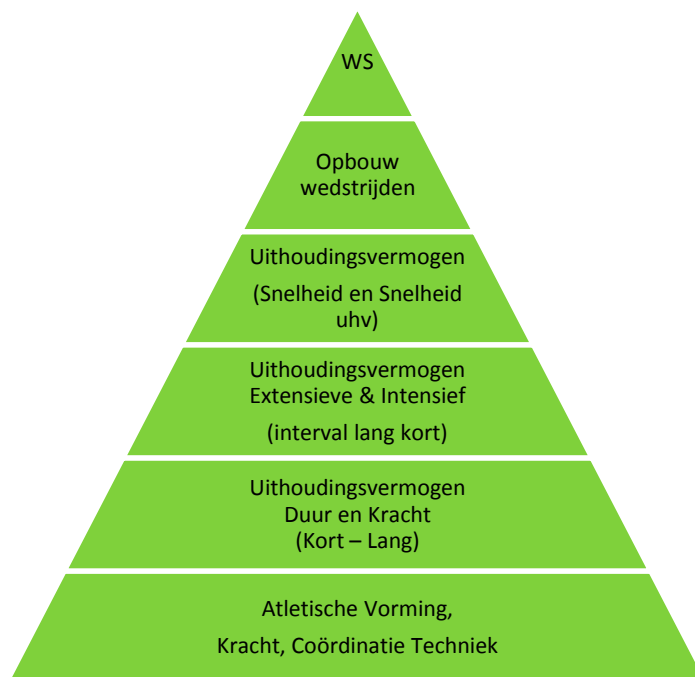 WS
Opbouw
wedstrijden
Uithoudingsvermogen
(Snelheid en Snelheid
uhv)
Uithoudingsvermogen
Extensieve & Intensief
(interval lang kort)
Uithoudingsvermogen
Duur en Kracht
(Kort – Lang)
Atletische Vorming,
Kracht, Coördinatie Techniek